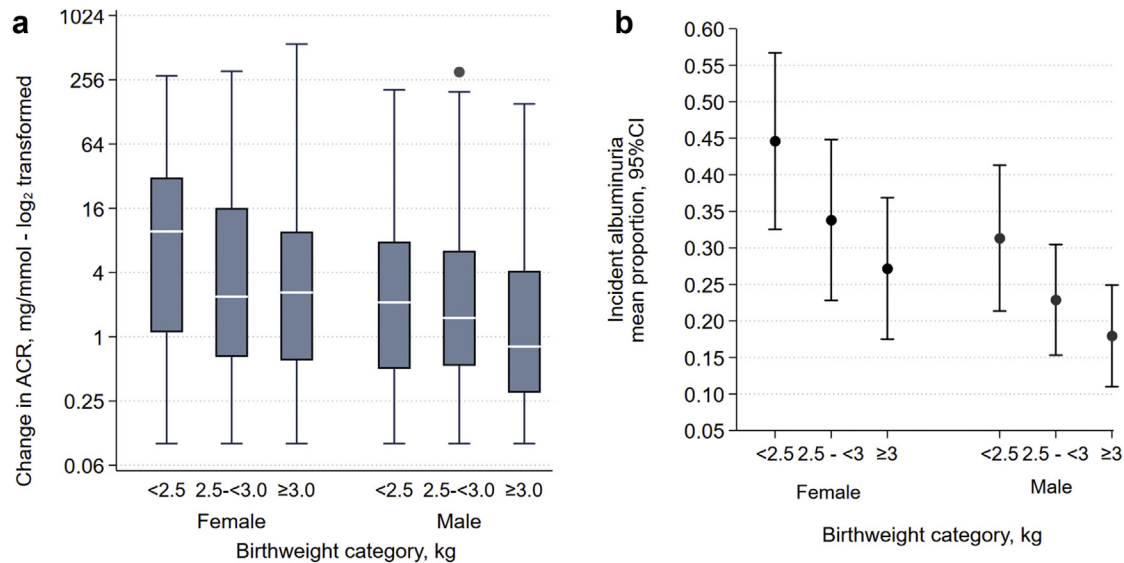 a
Change in ACR, mg/mmol - log₂ transformed
1024
256
64
16
4
1
0.25
0.06
<2.5 2.5-<3.0 ≥3.0 <2.5 2.5-<3.0 ≥3.0
Female Male
Birthweight category, kg
b
Incident albuminuria
mean proportion, 95%CI
0.60
0.55
0.50
0.45
0.40
0.35
0.30
0.25
0.20
0.15
0.10
0.05
<2.5 2.5 - <3 ≥3 <2.5 2.5 - <3 ≥3
Female Male
Birthweight category, kg